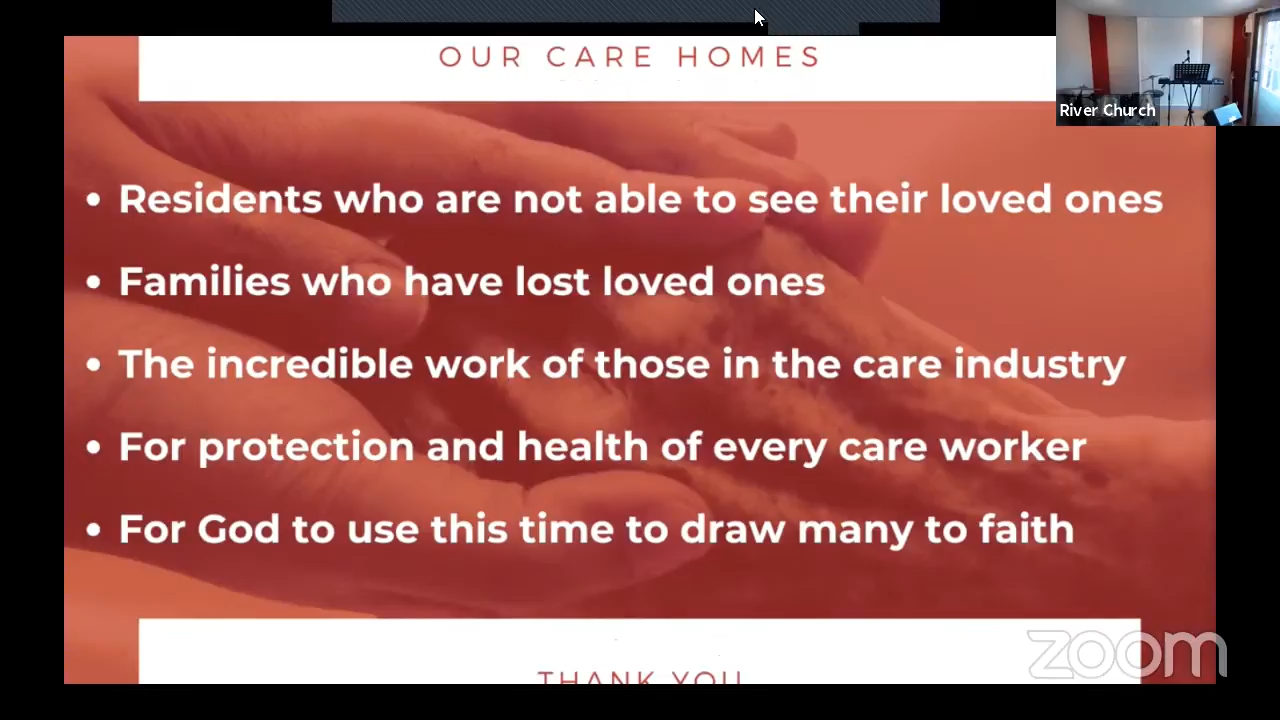 OUR CARE HOMES
River Church
• Residents who are not able to see their loved ones
• Families who have lost loved ones
• The incredible work of those in the care industry
• For protection and health of every care worker
• For God to use this time to draw many to faith
zoom
THANK YOU